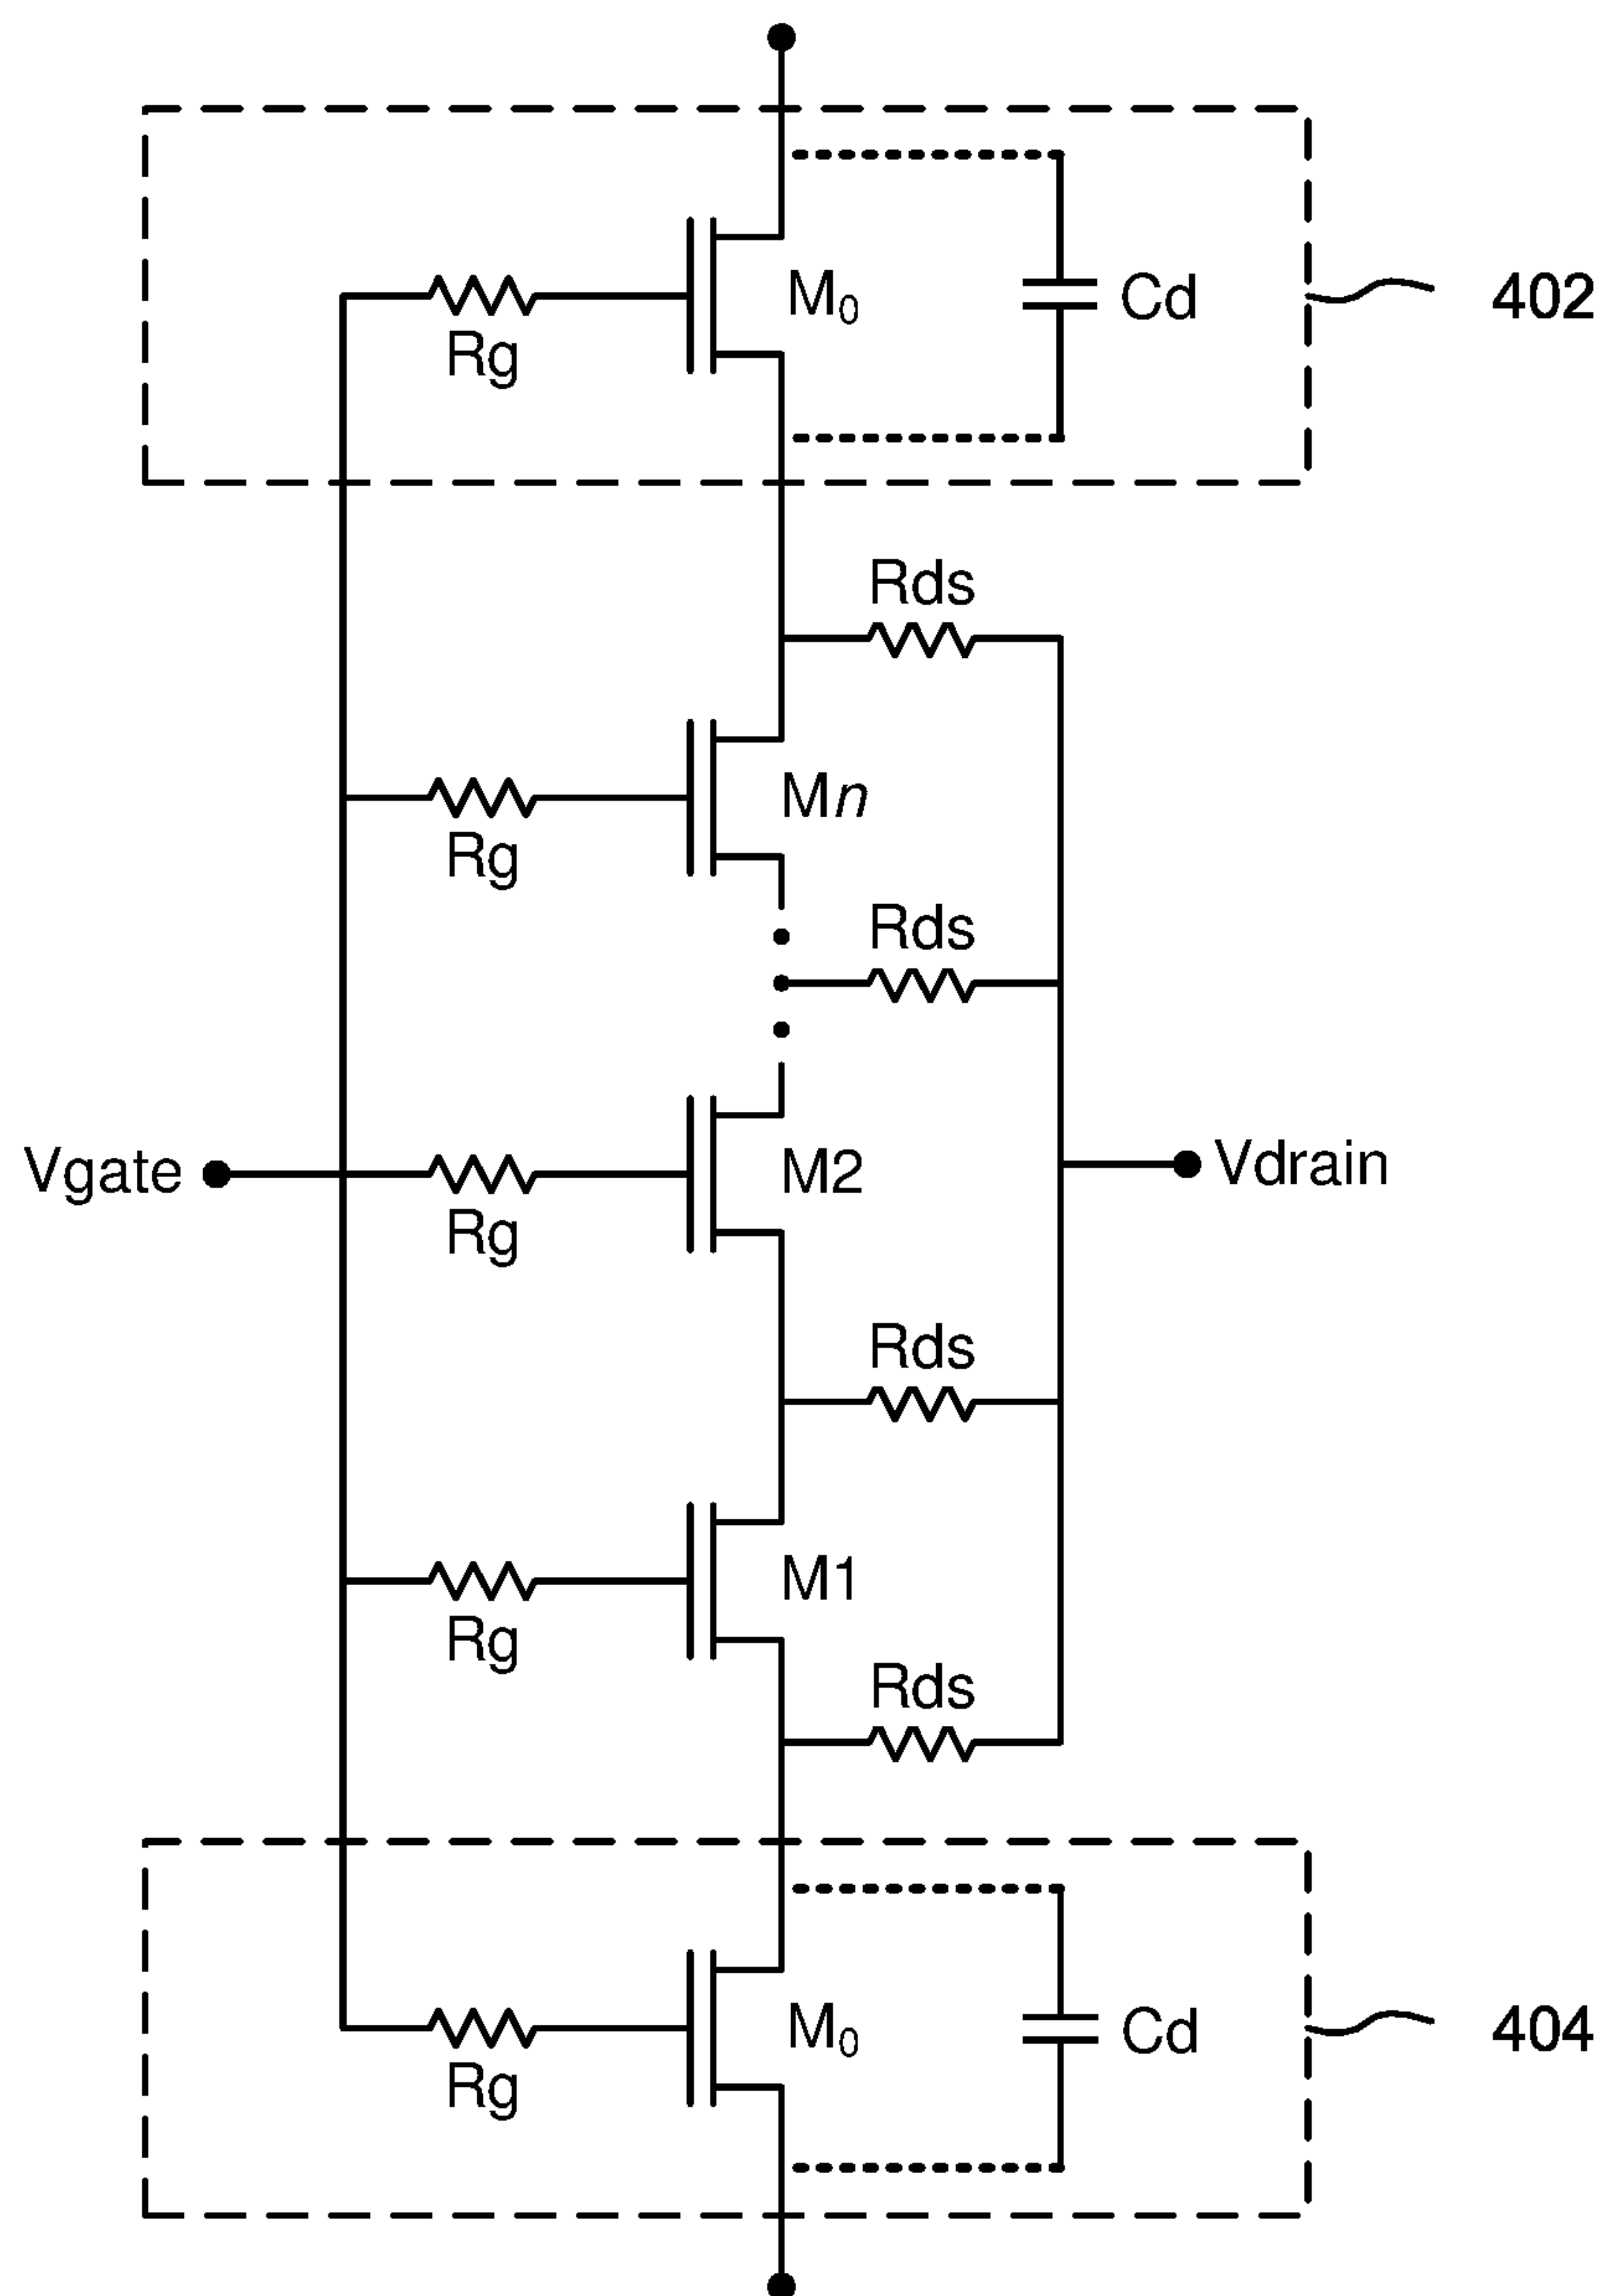 M₀
Cd
402
Rg
Rds
Mn
Rg
Rds
Vgate
M2
Vdrain
Rg
Rds
M1
Rg
Rds
M₀
Cd
404
Rg